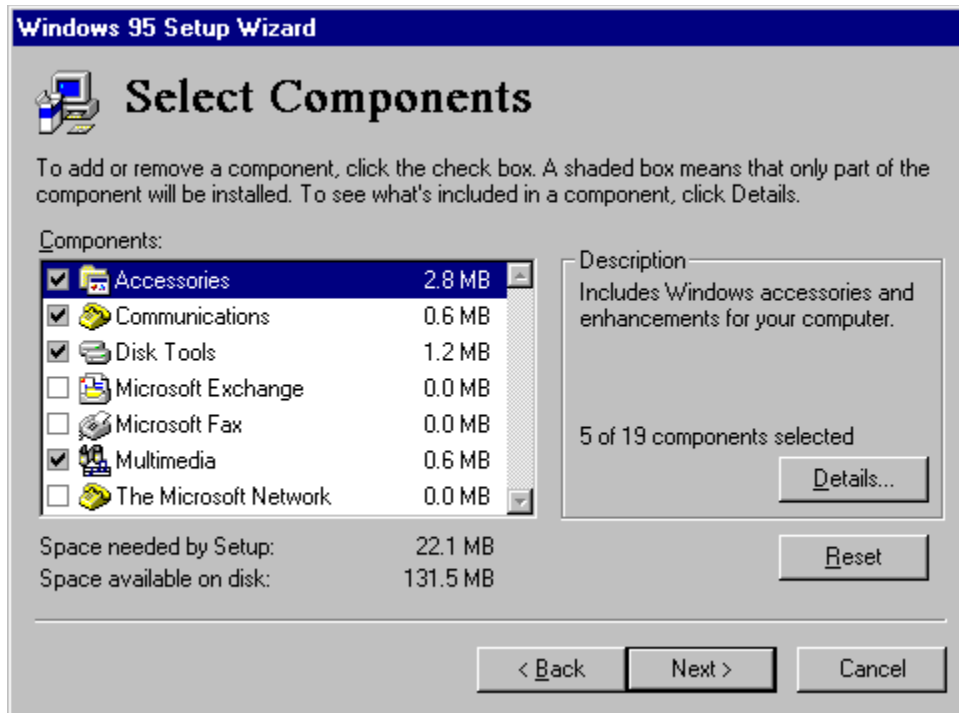 Windows 95 Setup Wizard
Select Components
To add or remove a component, click the check box. A shaded box means that only part of the
component will be installed. To see what's included in a component, click Details.
Components:
Accessories 2.8 MB
Communications 0.6 MB
Disk Tools 1.2 MB
Microsoft Exchange 0.0 MB
Microsoft Fax 0.0 MB
Multimedia 0.6 MB
The Microsoft Network 0.0 MB
Description
Includes Windows accessories and
enhancements for your computer.
5 of 19 components selected
Details...
Space needed by Setup: 22.1 MB
Space available on disk: 131.5 MB
Reset
< Back Next > Cancel